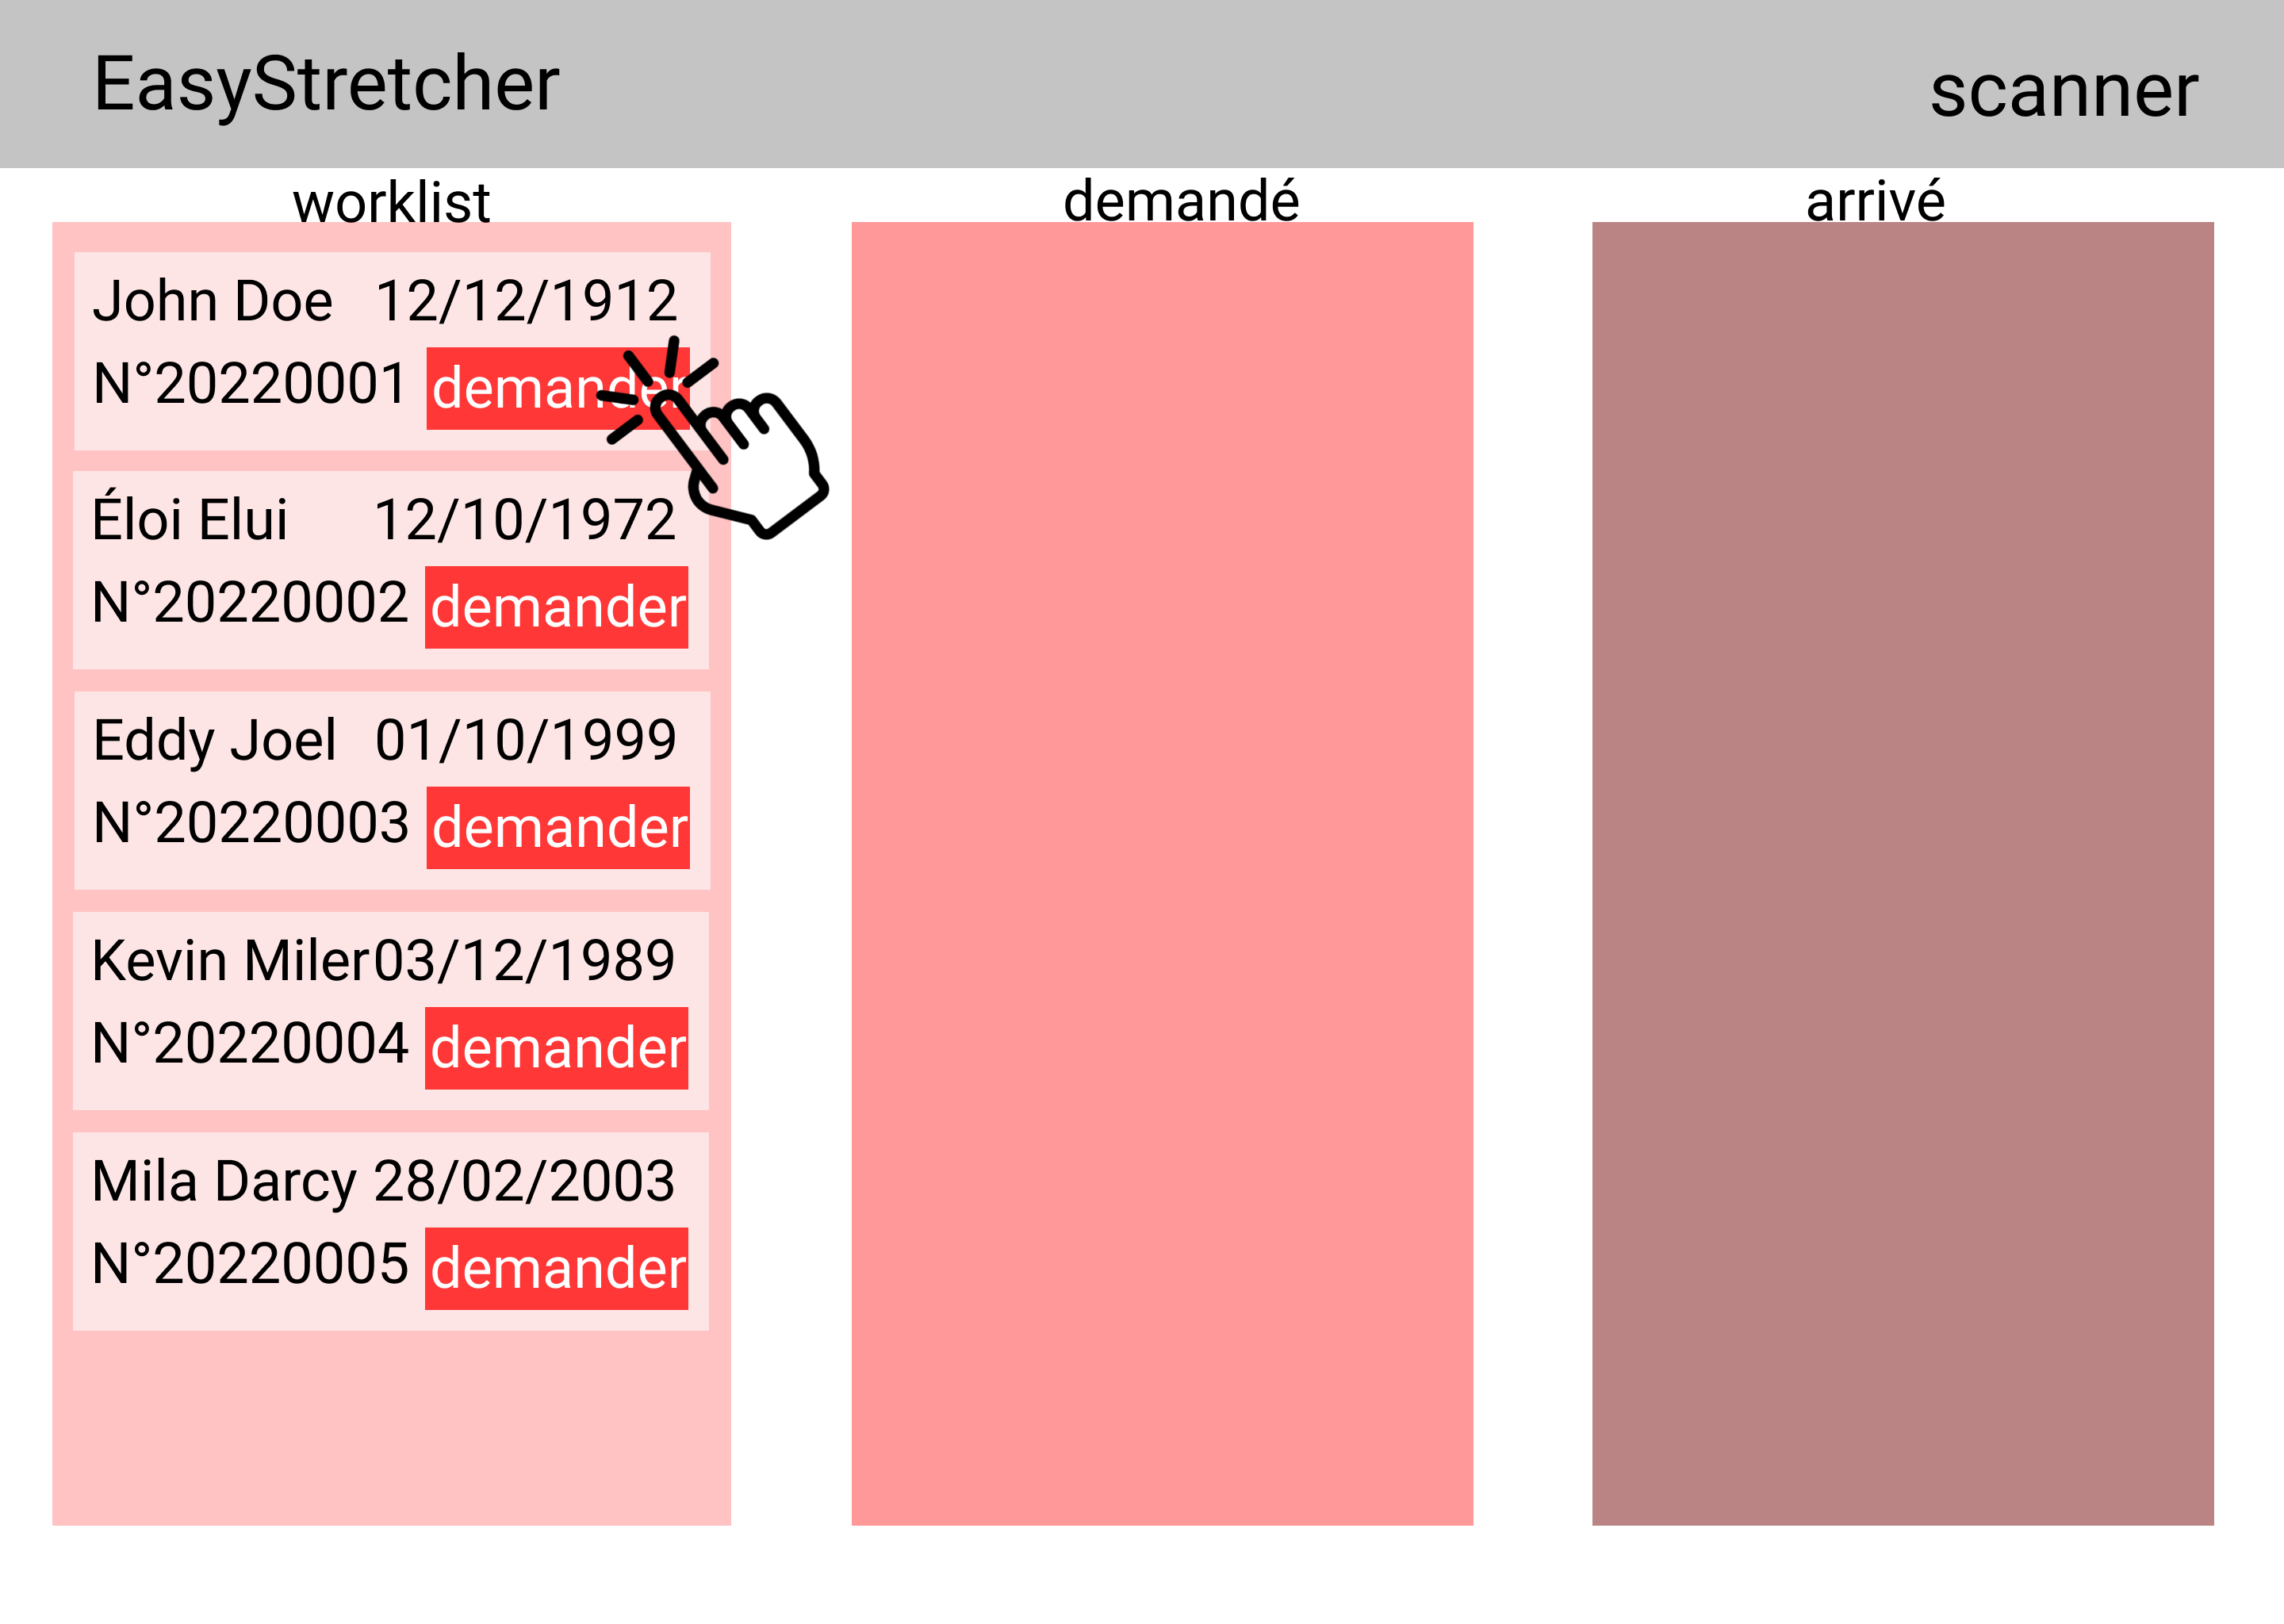 EasyStretcher scanner
worklist demandé arrivé
John Doe 12/12/1912
N°20220001 demander
Éloi Elui 12/10/1972
N°20220002 demander
Eddy Joel 01/10/1999
N°20220003 demander
Kevin Miler 03/12/1989
N°20220004 demander
Mila Darcy 28/02/2003
N°20220005 demander